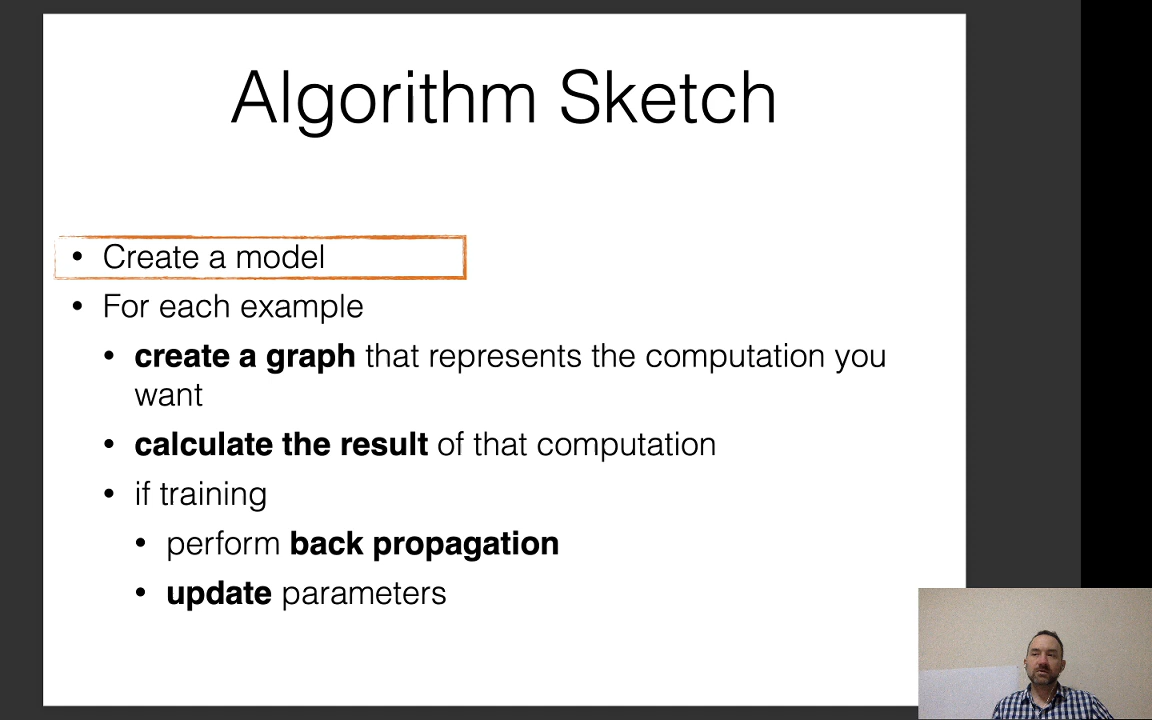 Algorithm Sketch
• Create a model
• For each example
• create a graph that represents the computation you
want
• calculate the result of that computation
• if training
• perform back propagation
• update parameters